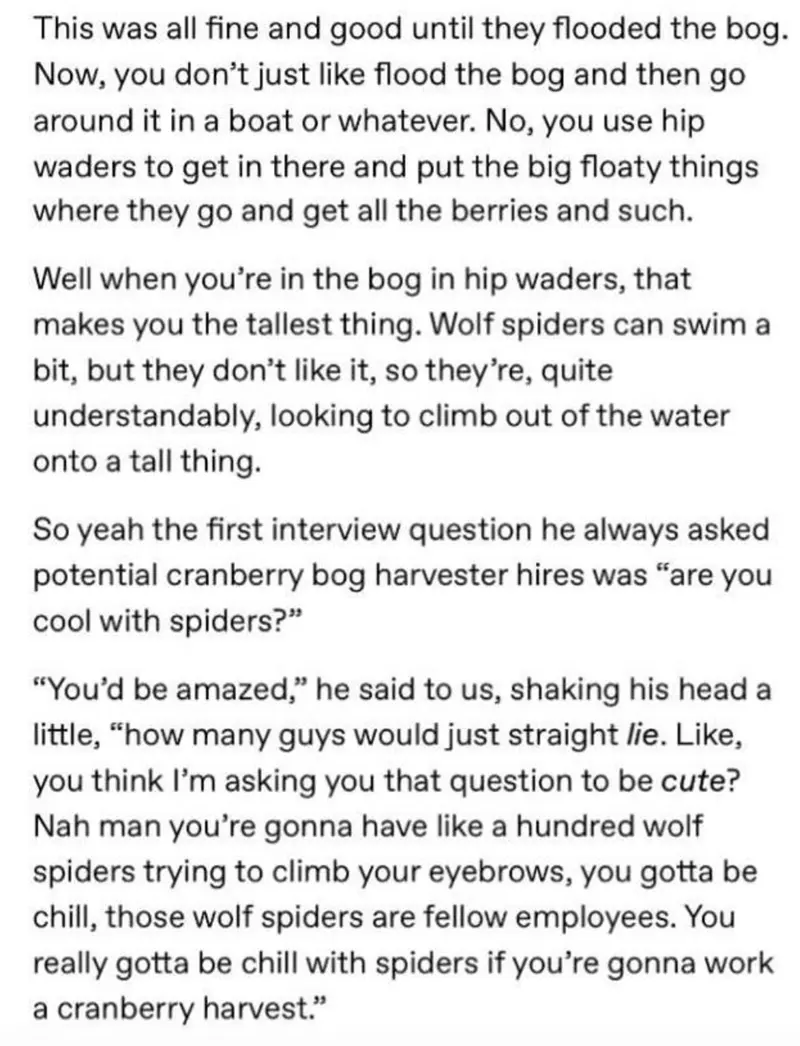 This was all fine and good until they flooded the bog.
Now, you don’t just like flood the bog and then go
around it in a boat or whatever. No, you use hip
waders to get in there and put the big floaty things
where they go and get all the berries and such.
Well when you’re in the bog in hip waders, that
makes you the tallest thing. Wolf spiders can swim a
bit, but they don’t like it, so they’re, quite
understandably, looking to climb out of the water
onto a tall thing.
So yeah the first interview question he always asked
potential cranberry bog harvester hires was “are you
cool with spiders?”
“You’d be amazed,” he said to us, shaking his head a
little, “how many guys would just straight lie. Like,
you think I’m asking you that question to be cute?
Nah man you’re gonna have like a hundred wolf
spiders trying to climb your eyebrows, you gotta be
chill, those wolf spiders are fellow employees. You
really gotta be chill with spiders if you’re gonna work
a cranberry harvest.”